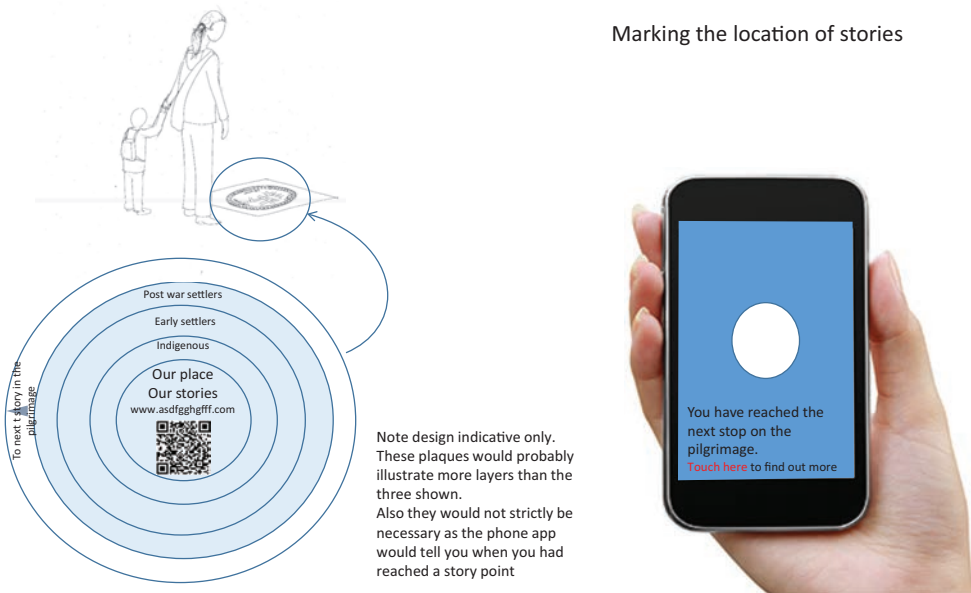 Marking the location of stories
Post war settlers
Early settlers
Indigenous
Our place
Our stories
www.asdfgghgfff.com
To next t story in the
pilgrimage
Note design indicative only.
These plaques would probably
illustrate more layers than the
three shown.
Also they would not strictly be
necessary as the phone app
would tell you when you had
reached a story point
You have reached the
next stop on the
pilgrimage.
Touch here to find out more